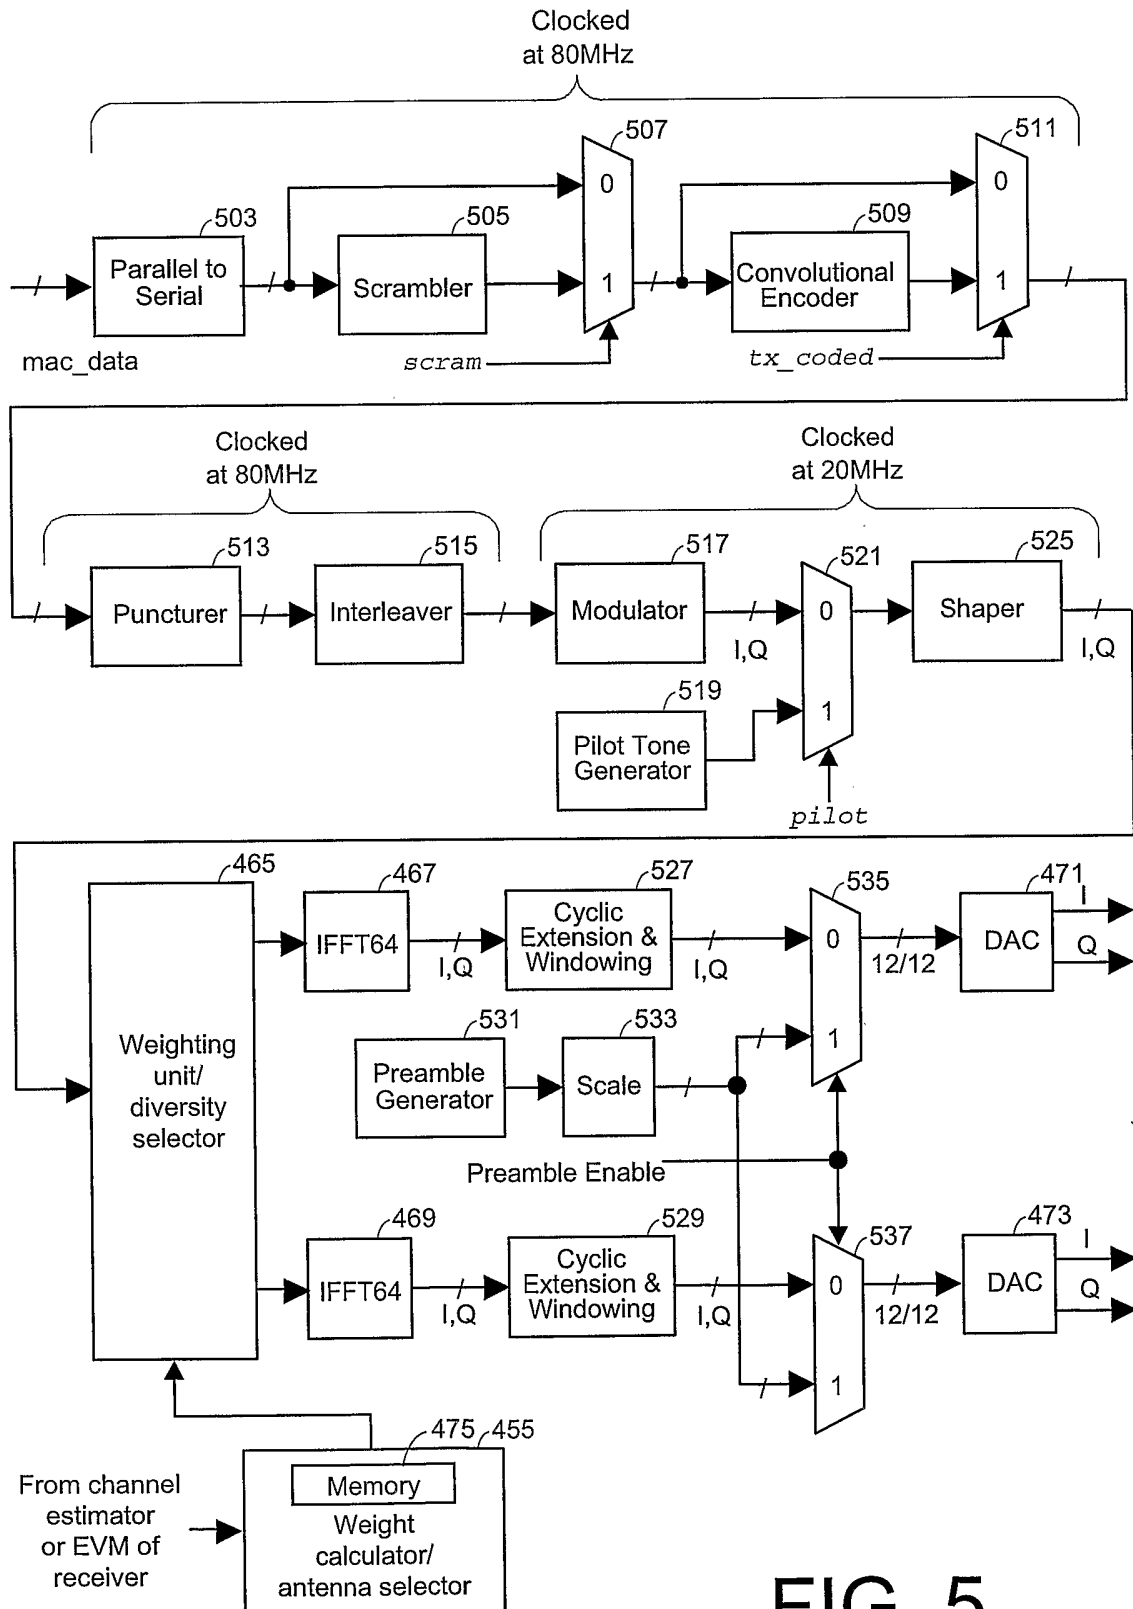 Clocked
at 80MHz
507
511
0
0
503
505
509
Parallel to
Serial
Scrambler
1
Convolutional
Encoder
1
mac_data
scram
tx_coded
Clocked
at 80MHz
Clocked
at 20MHz
513
515
517
521
525
Puncturer
Interleaver
Modulator
0
Shaper
I,Q
I,Q
519
1
Pilot Tone
Generator
pilot
465
467
527
535
471
I
IFFT64
Cyclic
Extension &
Windowing
0
DAC
I,Q
I,Q
12/12
Q
531
533
1
Weighting
unit/
diversity
selector
Preamble
Generator
Scale
Preamble Enable
469
529
537
473
I
IFFT64
Cyclic
Extension &
Windowing
0
DAC
I,Q
I,Q
12/12
Q
1
475
455
From channel
estimator
or EVM of
receiver
Memory
Weight
calculator/
antenna selector
FIG. 5